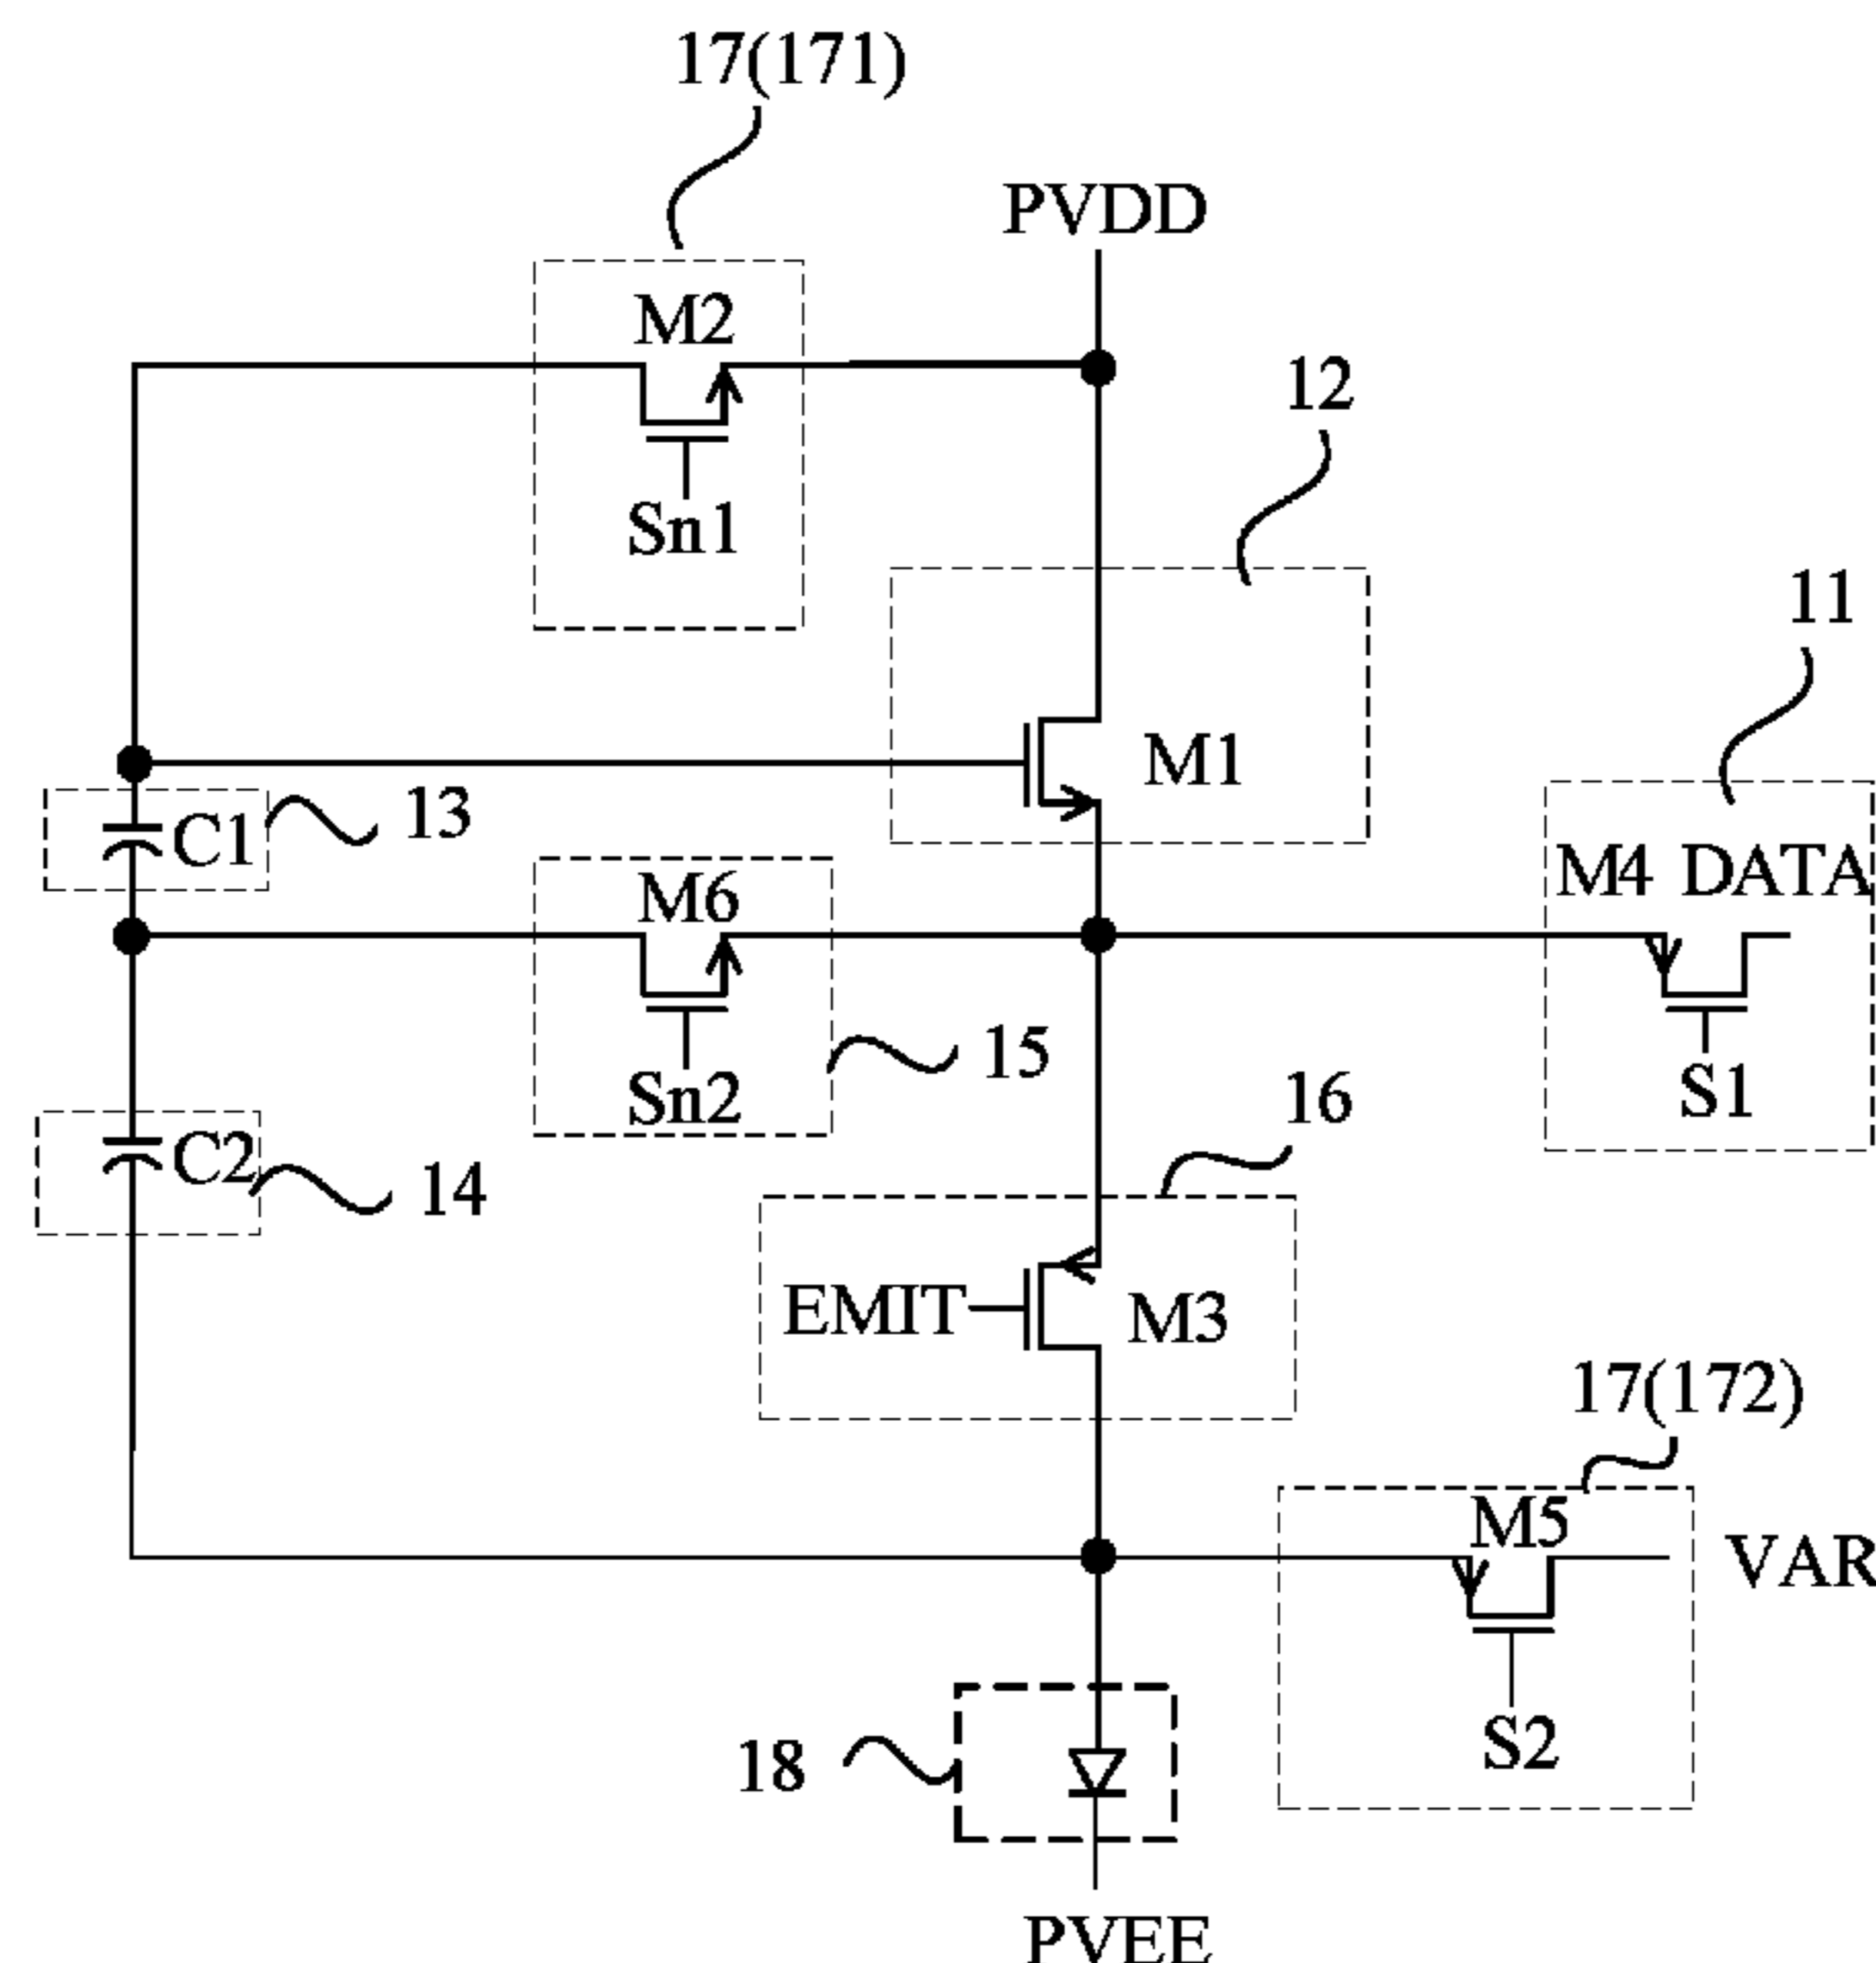 17(171)
PVDD
M2
12
Sn1
11
M1
13
C1
M6
M4 DATA
15
Sn2
S1
16
C2
14
EMIT
M3
17(172)
M5
VAR
S2
18
PVEE